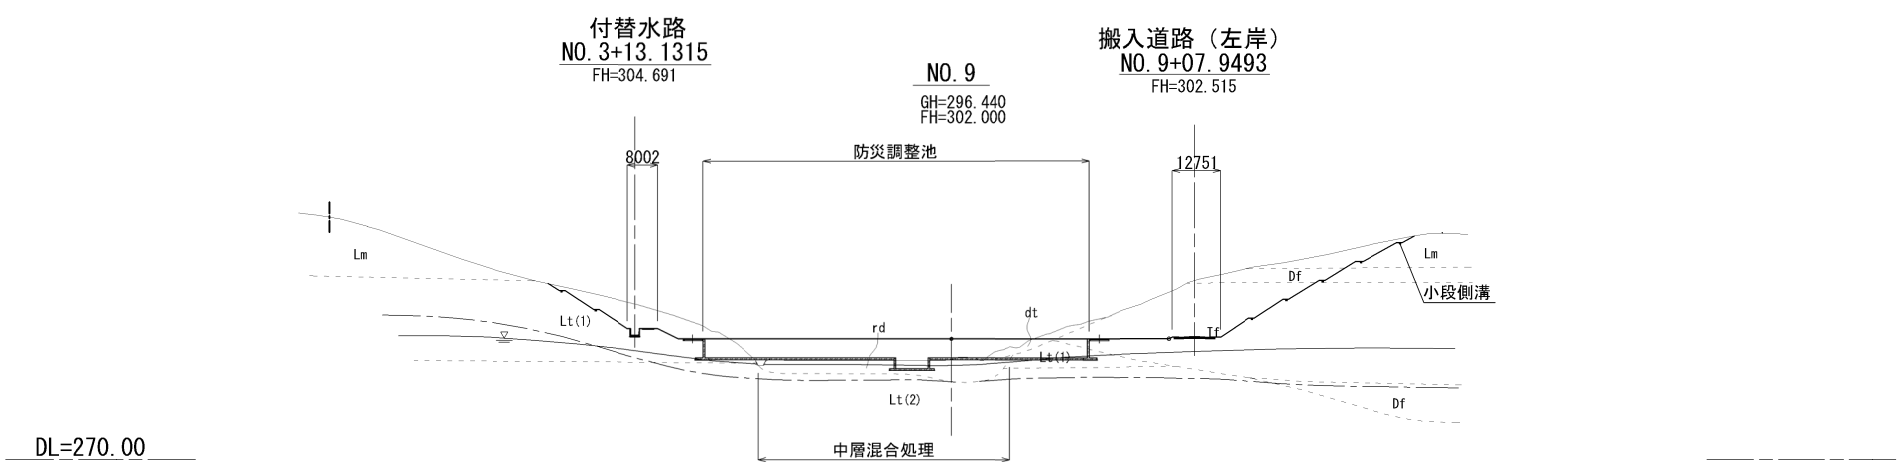 付替水路
NO.3+13.1315
FH=304.691
搬入道路（左岸）
NO.9+07.9493
FH=302.515
NO.9
GH=296.440
FH=302.000
防災調整池
8002
12751
Lm
Lm
Df
小段側溝
Lt(1)
rd
dt
Tf
Lt(1)
Lt(2)
Df
中層混合処理
DL=270.00